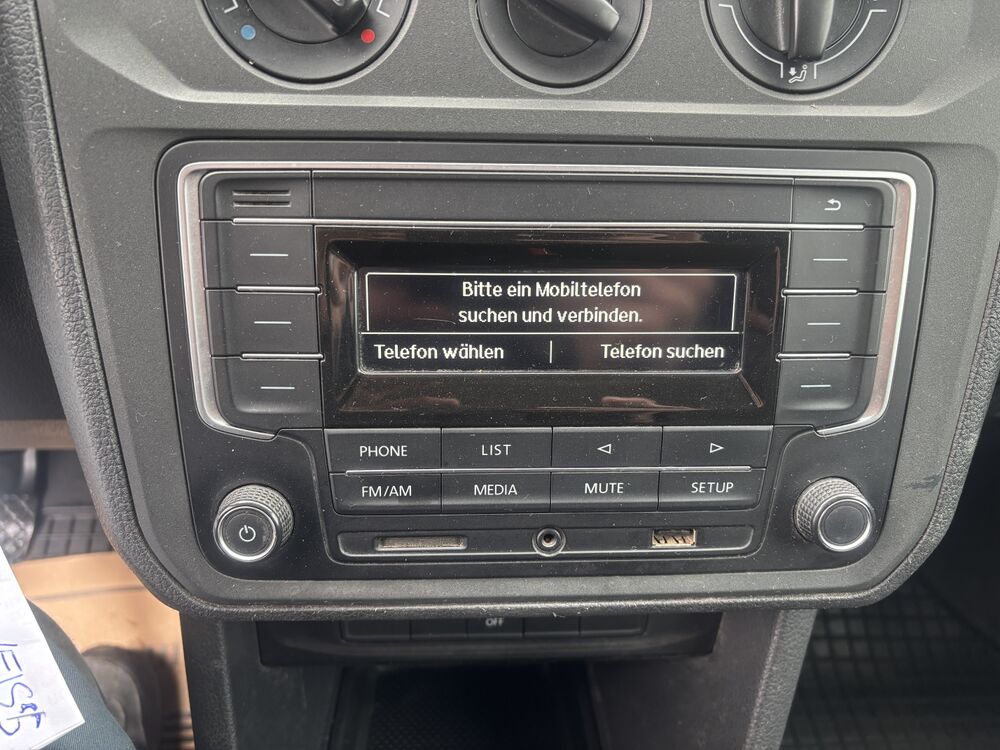 Bitte ein Mobiltelefon
suchen und verbinden.
Telefon wählen | Telefon suchen
PHONE LIST
FM/AM MEDIA MUTE SETUP
OFF